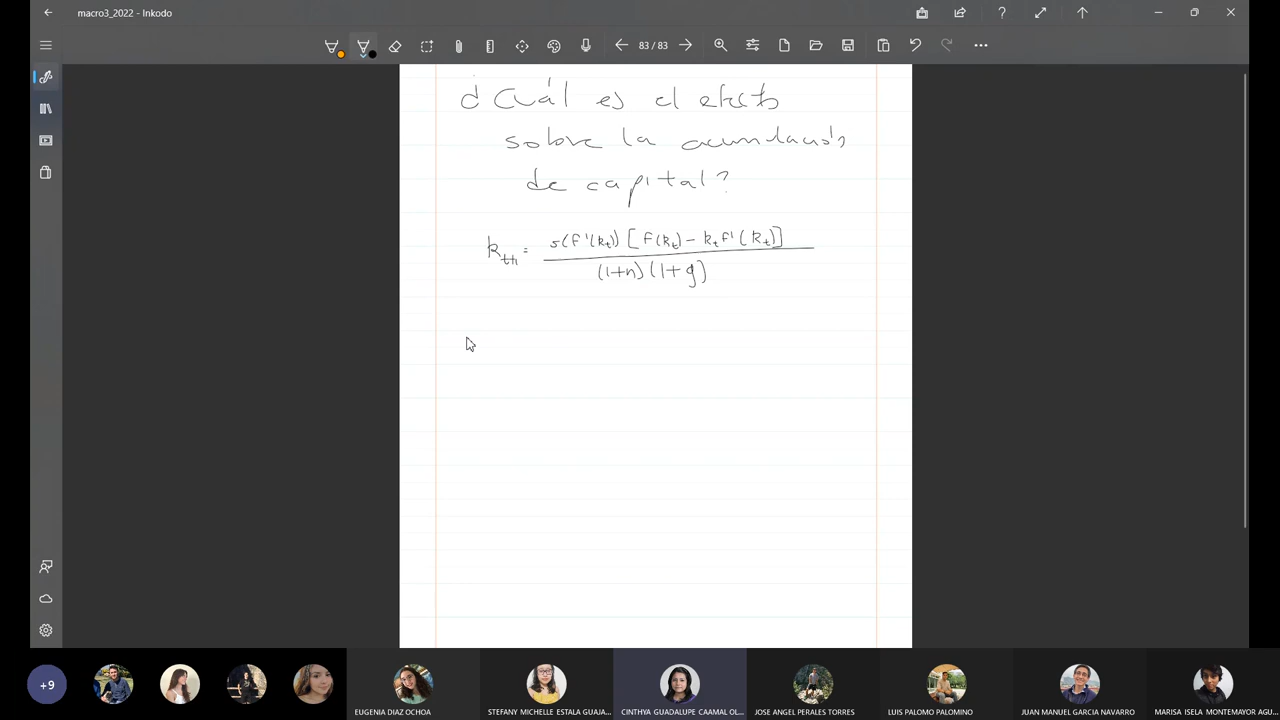 macro3_2022 - Inkodo
83 / 83
¿Cuál es el efecto
sobre la acumulación
de capital?
k_{t+1} = s(f'(k_t)) [f(k_t) - k_t f'(k_t)]
(1+n)(1+g)
+9
EUGENIA DIAZ OCHOA
STEFANY MICHELLE ESTALA GUAJA...
CINTHYA GUADALUPE CAAMAL OL...
JOSE ANGEL PERALES TORRES
LUIS PALOMO PALOMINO
JUAN MANUEL GARCIA NAVARRO
MARISA ISELA MONTEMAYOR AGU...